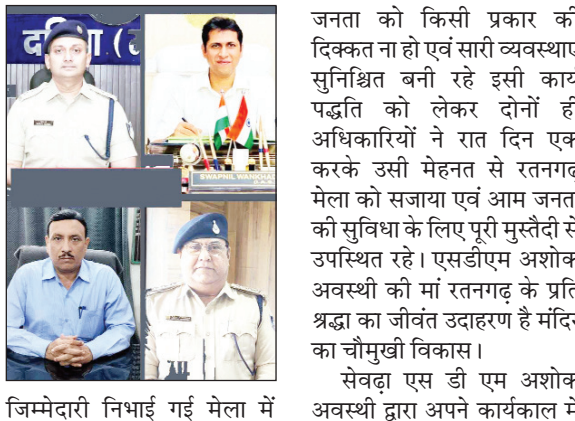 SWAPNIL WANKHADE
जिम्मेदारी निभाई गई मेला में
जनता को किसी प्रकार की
दिक्कत ना हो एवं सारी व्यवस्थाएं
सुनिश्चित बनी रहे इसी कार्य
पद्धति को लेकर दोनों ही
अधिकारियों ने रात दिन एक
करके उसी मेहनत से रतनगढ़
मेला को सजाया एवं आम जनता
की सुविधा के लिए पूरी मुस्तैदी से
उपस्थित रहे। एसडीएम अशोक
अवस्थी की मां रतनगढ़ के प्रति
श्रद्धा का जीवंत उदाहरण है मंदिर
का चौमुखी विकास।
सेवढ़ा एस डी एम अशोक
अवस्थी द्वारा अपने कार्यकाल में